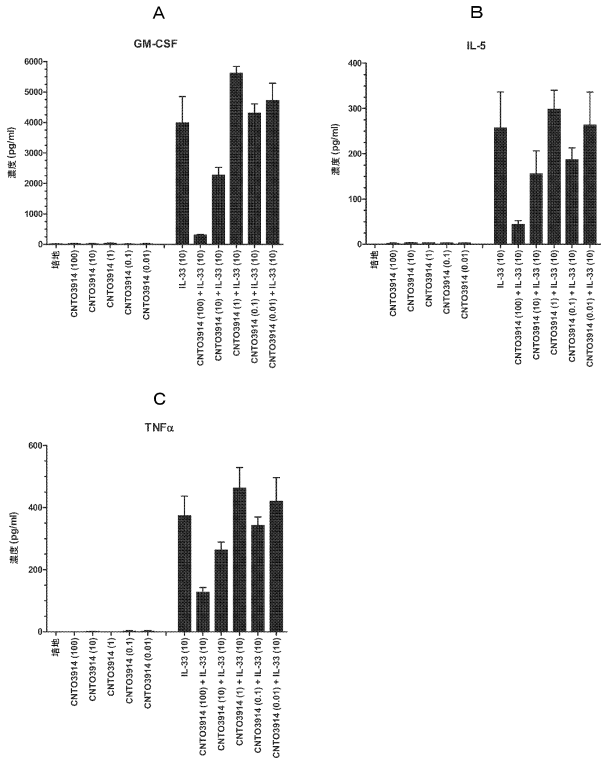 A
GM-CSF
濃度 (pg/ml)
6000
5000
4000
3000
2000
1000
0
培地
CNTO3914 (100)
CNTO3914 (10)
CNTO3914 (1)
CNTO3914 (0.1)
CNTO3914 (0.01)
IL-33 (10)
CNTO3914 (100) + IL-33 (10)
CNTO3914 (10) + IL-33 (10)
CNTO3914 (1) + IL-33 (10)
CNTO3914 (0.1) + IL-33 (10)
CNTO3914 (0.01) + IL-33 (10)
B
IL-5
濃度 (pg/ml)
400
300
200
100
0
培地
CNTO3914 (100)
CNTO3914 (10)
CNTO3914 (1)
CNTO3914 (0.1)
CNTO3914 (0.01)
IL-33 (10)
CNTO3914 (100) + IL-33 (10)
CNTO3914 (10) + IL-33 (10)
CNTO3914 (1) + IL-33 (10)
CNTO3914 (0.1) + IL-33 (10)
CNTO3914 (0.01) + IL-33 (10)
C
TNFα
濃度 (pg/ml)
600
400
200
0
培地
CNTO3914 (100)
CNTO3914 (10)
CNTO3914 (1)
CNTO3914 (0.1)
CNTO3914 (0.01)
IL-33 (10)
CNTO3914 (100) + IL-33 (10)
CNTO3914 (10) + IL-33 (10)
CNTO3914 (1) + IL-33 (10)
CNTO3914 (0.1) + IL-33 (10)
CNTO3914 (0.01) + IL-33 (10)